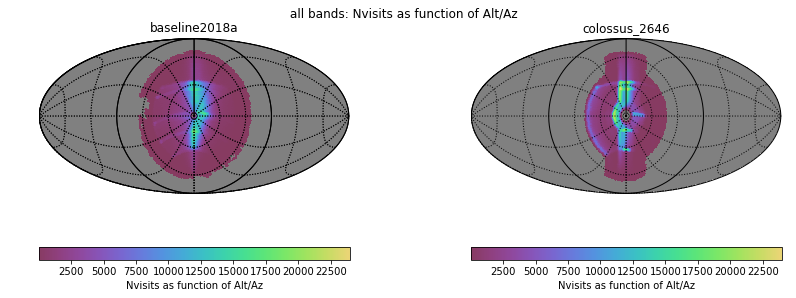 all bands: Nvisits as function of Alt/Az
baseline2018a
colossus_2646
2500 5000 7500 10000 12500 15000 17500 20000 22500
Nvisits as function of Alt/Az
2500 5000 7500 10000 12500 15000 17500 20000 22500
Nvisits as function of Alt/Az